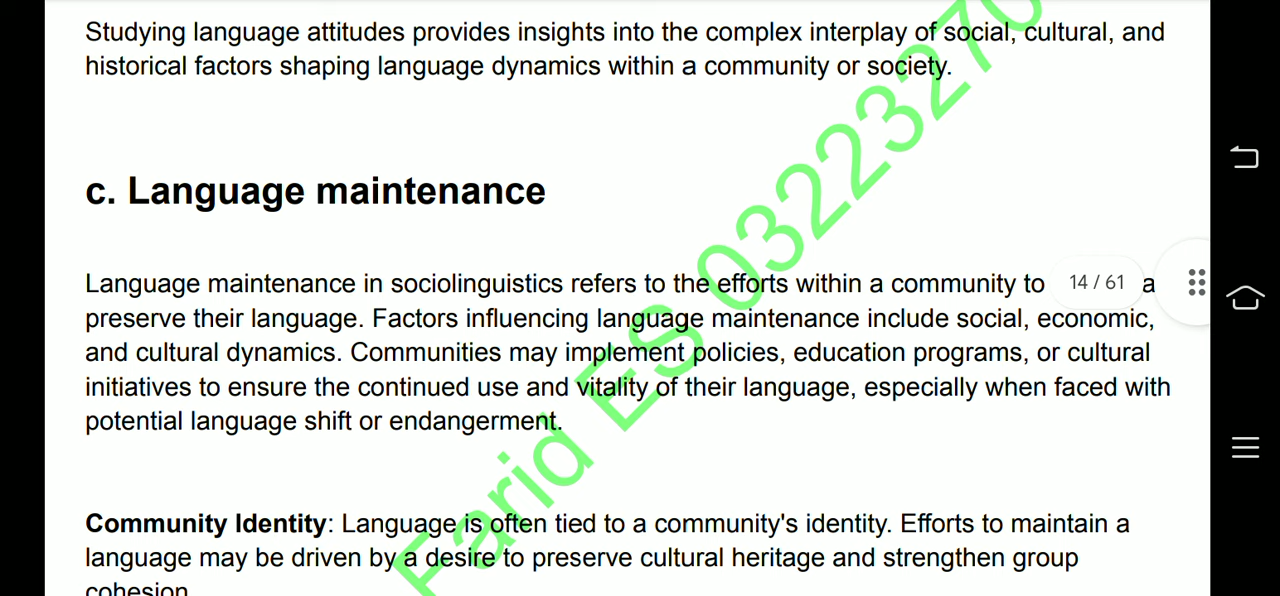 Studying language attitudes provides insights into the complex interplay of social, cultural, and
historical factors shaping language dynamics within a community or society.
c. Language maintenance
Language maintenance in sociolinguistics refers to the efforts within a community to
14 / 61
preserve their language. Factors influencing language maintenance include social, economic,
and cultural dynamics. Communities may implement policies, education programs, or cultural
initiatives to ensure the continued use and vitality of their language, especially when faced with
potential language shift or endangerment.
Community Identity: Language is often tied to a community's identity. Efforts to maintain a
language may be driven by a desire to preserve cultural heritage and strengthen group
cohesion
Farid ES 03223270